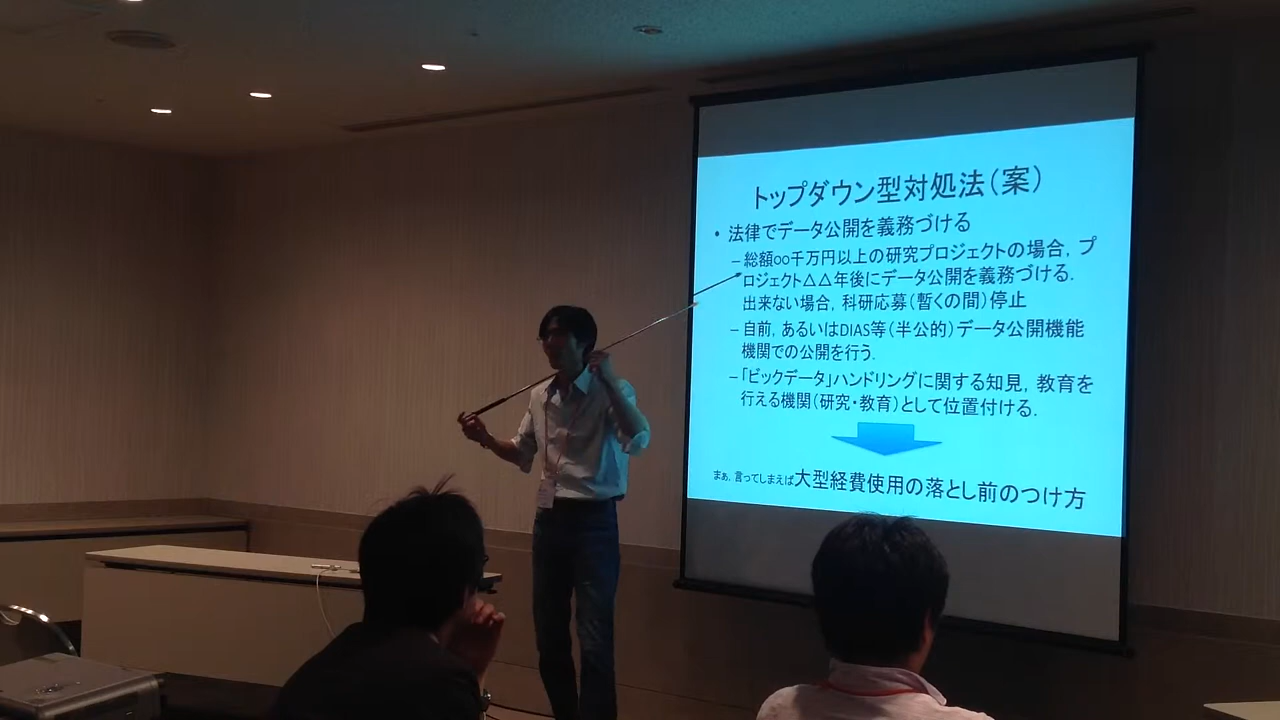 トップダウン型対処法（案）
• 法律でデータ公開を義務づける
– 総額○○千万円以上の研究プロジェクトの場合，プ
ロジェクト△△年後にデータ公開を義務づける．
出来ない場合，科研応募（暫くの間）停止
– 自前，あるいはDIAS等（半公的）データ公開機能
機関での公開を行う．
– 「ビックデータ」ハンドリングに関する知見，教育を
行える機関（研究・教育）として位置付ける．
まぁ，言ってしまえば大型経費使用の落とし前のつけ方